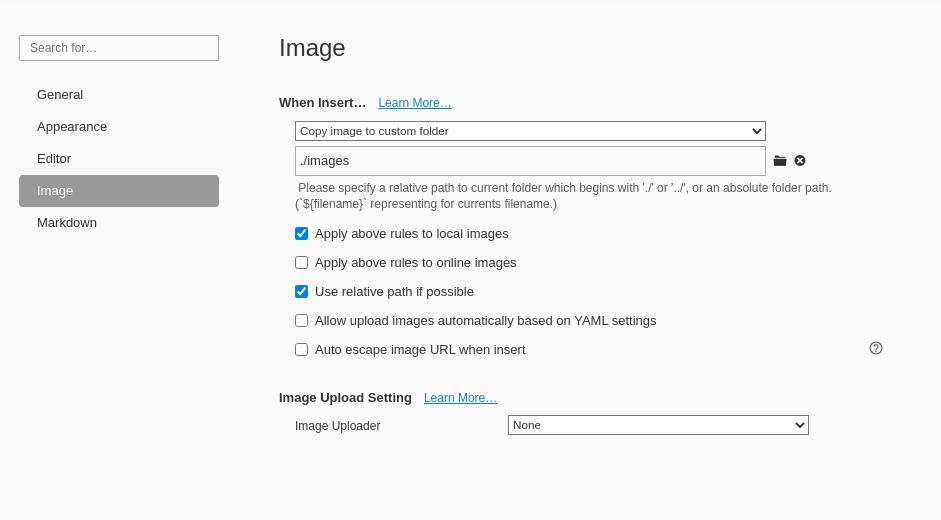 Search for…
General
Appearance
Editor
Image
Markdown
Image
When Insert… Learn More…
Copy image to custom folder
./images
Please specify a relative path to current folder which begins with './' or '../', or an absolute folder path.
(`${filename}` representing for currents filename.)
Apply above rules to local images
Apply above rules to online images
Use relative path if possible
Allow upload images automatically based on YAML settings
Auto escape image URL when insert
Image Upload Setting Learn More…
Image Uploader None